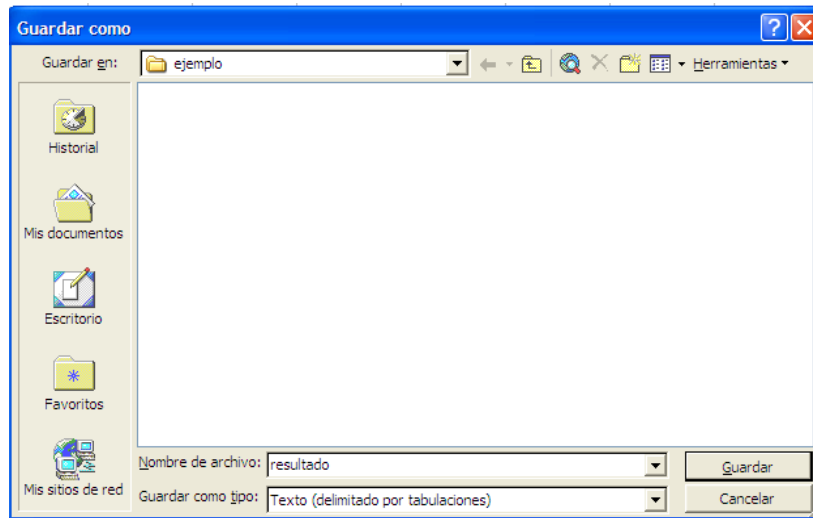 Guardar como
Guardar en:
ejemplo
Herramientas
Historial
Mis documentos
Escritorio
Favoritos
Mis sitios de red
Nombre de archivo:
resultado
Guardar
Guardar como tipo:
Texto (delimitado por tabulaciones)
Cancelar